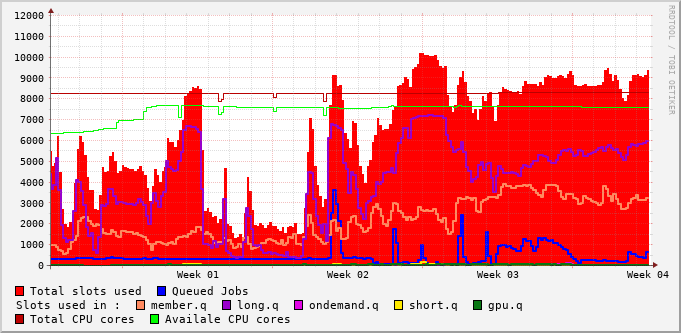 12000
11000
10000
9000
8000
7000
6000
5000
4000
3000
2000
1000
0
Week 01 Week 02 Week 03 Week 04
Total slots used Queued Jobs
Slots used in : member.q long.q ondemand.q short.q gpu.q
Total CPU cores Availale CPU cores
RRDTOOL / TOBI OETIKER